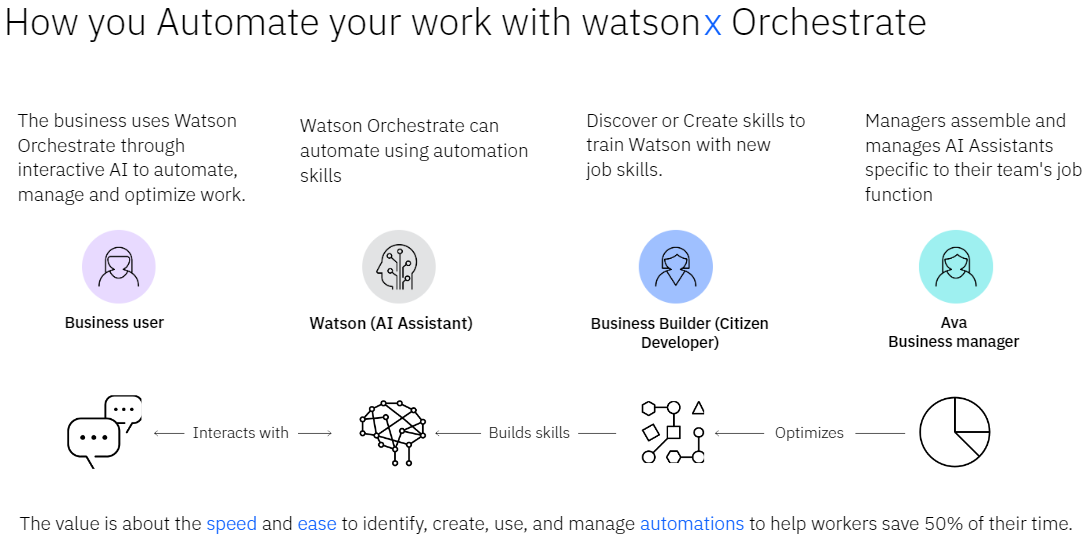 How you Automate your work with watsonx Orchestrate
The business uses Watson
Orchestrate through
interactive AI to automate,
manage and optimize work.
Watson Orchestrate can
automate using automation
skills
Discover or Create skills to
train Watson with new
job skills.
Managers assemble and
manages AI Assistants
specific to their team's job
function
Business user
Watson (AI Assistant)
Business Builder (Citizen
Developer)
Ava
Business manager
Interacts with
Builds skills
Optimizes
The value is about the speed and ease to identify, create, use, and manage automations to help workers save 50% of their time.